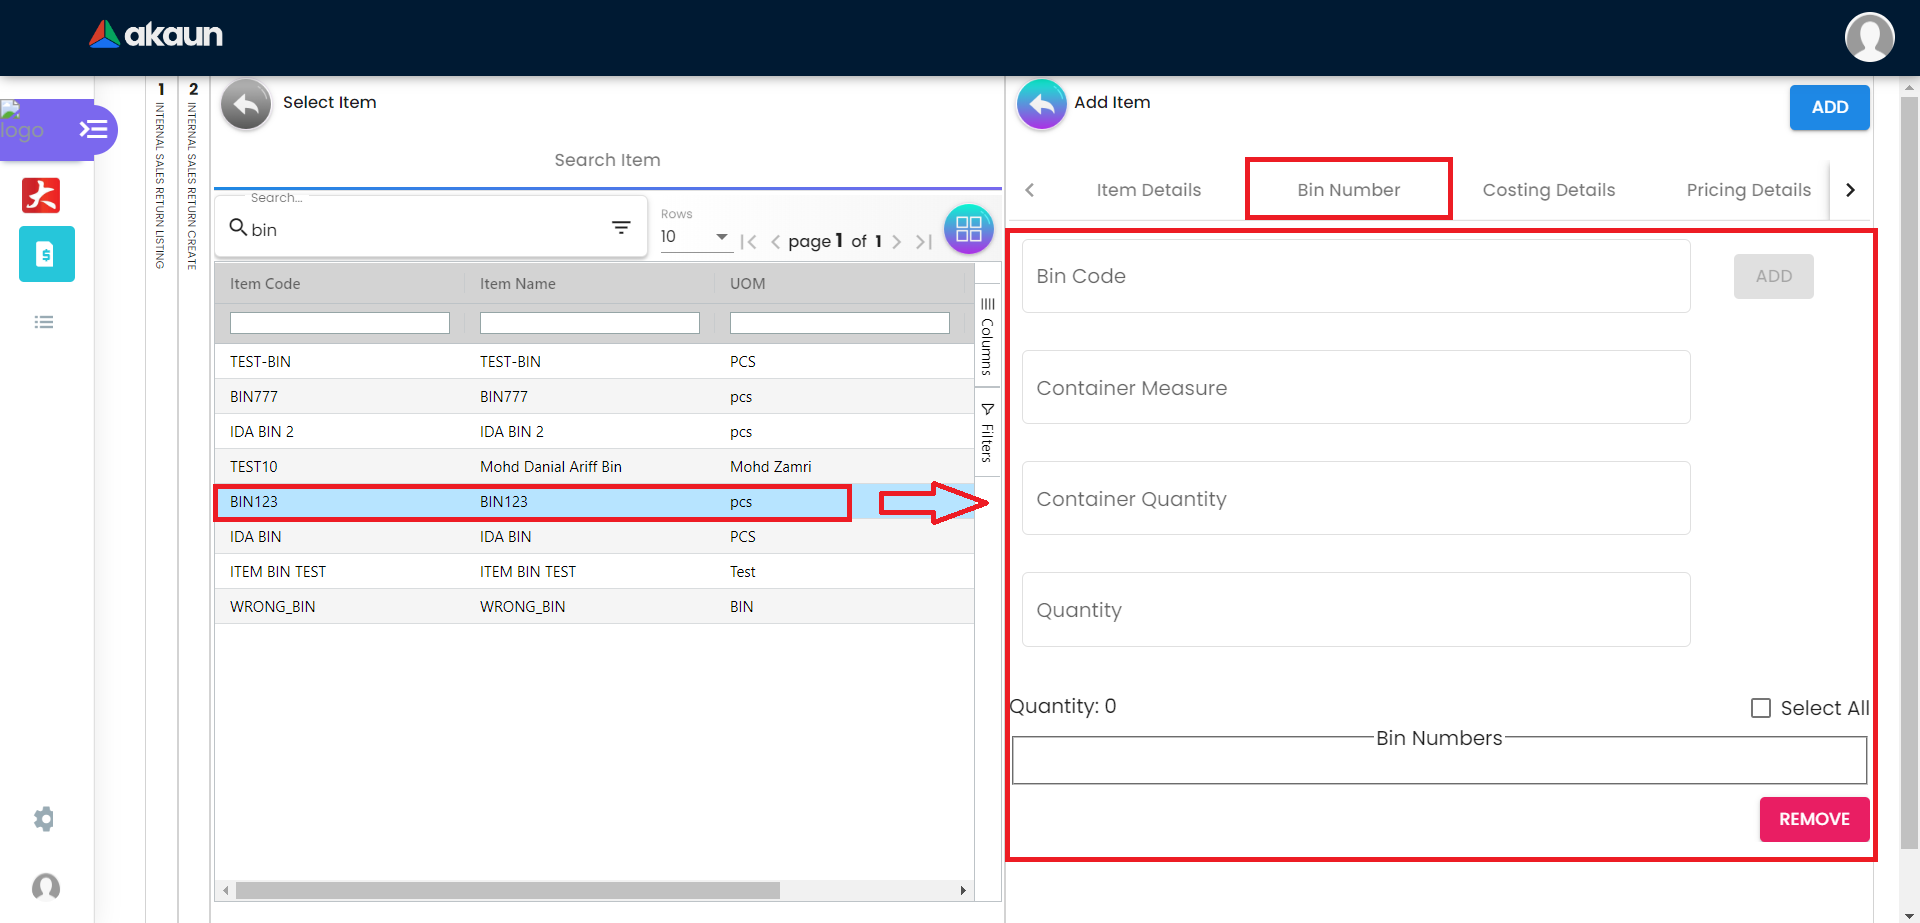 akaun
logo
1 INTERNAL SALES RETURN LISTING
2 INTERNAL SALES RETURN CREATE
Select Item
Search Item
Search...
bin
Rows
10
page 1 of 1
Item Code Item Name UOM
TEST-BIN TEST-BIN PCS
BIN777 BIN777 pcs
IDA BIN 2 IDA BIN 2 pcs
TEST10 Mohd Danial Ariff Bin Mohd Zamri
BIN123 BIN123 pcs
IDA BIN IDA BIN PCS
ITEM BIN TEST ITEM BIN TEST Test
WRONG_BIN WRONG_BIN BIN
Columns
Filters
Add Item
ADD
Item Details Bin Number Costing Details Pricing Details
Bin Code
ADD
Container Measure
Container Quantity
Quantity
Quantity: 0
Select All
Bin Numbers
REMOVE